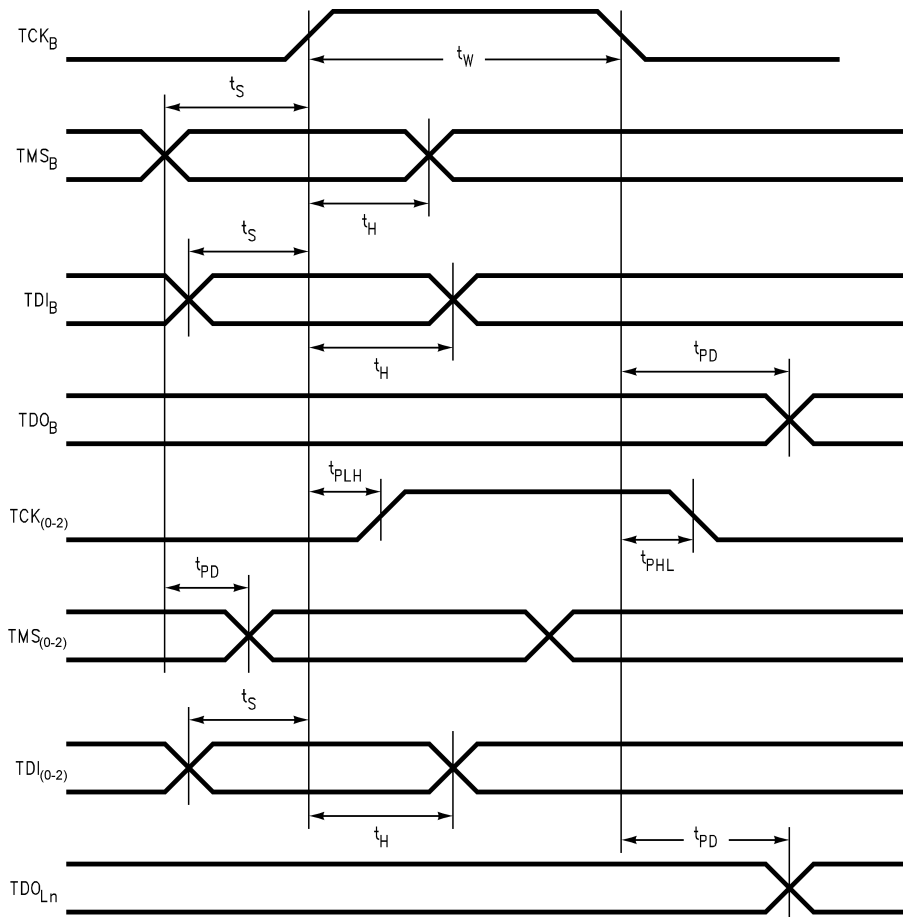 TCK_B
t_W
t_S
TMS_B
t_H
t_S
TDI_B
t_H
t_PD
TDO_B
t_PLH
TCK_(0-2)
t_PHL
t_PD
TMS_(0-2)
t_S
TDI_(0-2)
t_H
t_PD
TDO_Ln